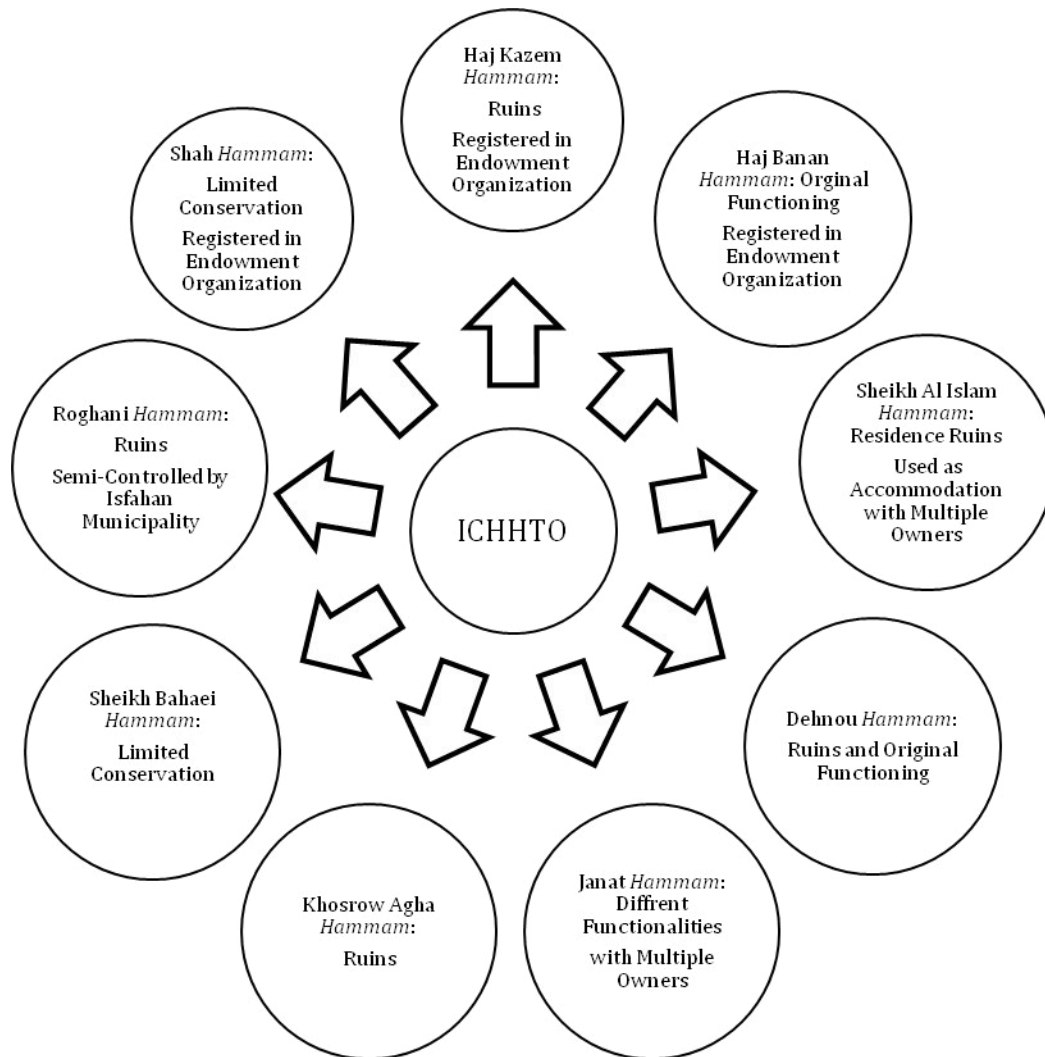 Haj Kazem
Hammam:
Ruins
Registered in
Endowment
Organization
Haj Banan
Hammam: Orginal
Functioning
Registered in
Endowment
Organization
Sheikh Al Islam
Hammam:
Residence Ruins
Used as
Accommodation
with Multiple
Owners
Dehnou Hammam:
Ruins and Original
Functioning
Janat Hammam:
Diffrent
Functionalities
with Multiple
Owners
Khosrow Agha
Hammam:
Ruins
Sheikh Bahaei
Hammam:
Limited
Conservation
Roghani Hammam:
Ruins
Semi-Controlled by
Isfahan
Municipality
Shah Hammam:
Limited
Conservation
Registered in
Endowment
Organization
ICHHTO